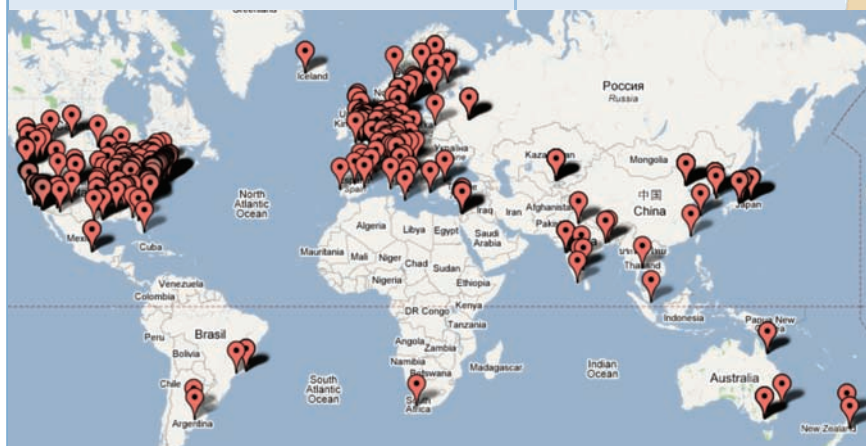 Greenland
Iceland
Россия
Russia
Україна
Mongolia
中国
China
Japan
North
Atlantic
Ocean
Iraq
Iran
Afghanistan
Algeria
Libya
Egypt
Saudi
Arabia
Cuba
Mauritania
Mali
Niger
Chad
Sudan
Thailand
Nigeria
Ethiopia
Venezuela
Colombia
DR Congo
Kenya
Indonesia
Papua New
Tanzania
Brasil
Peru
Angola
Zambia
Bolivia
Namibia
Botswana
Madagascar
Indian
Ocean
Chile
South
Atlantic
Ocean
South
Africa
Australia
Argentina
New Zealand